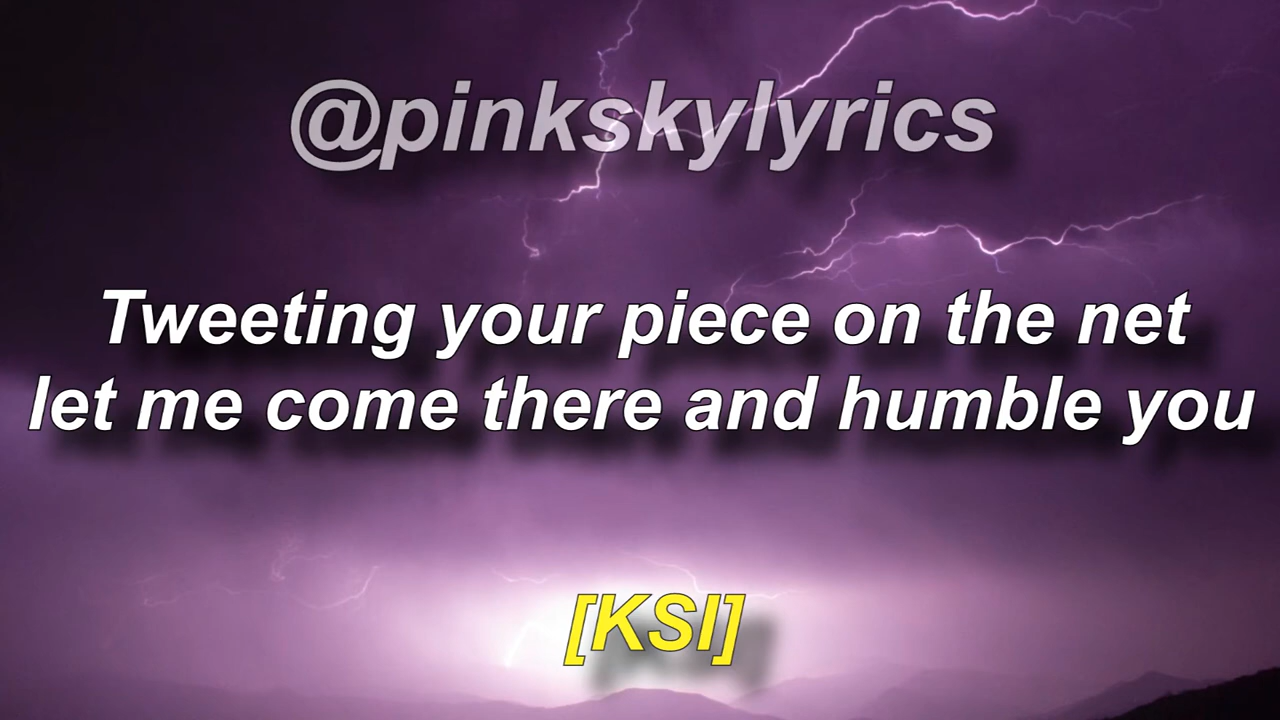 @pinkskylyrics
Tweeting your piece on the net
let me come there and humble you
[KSI]